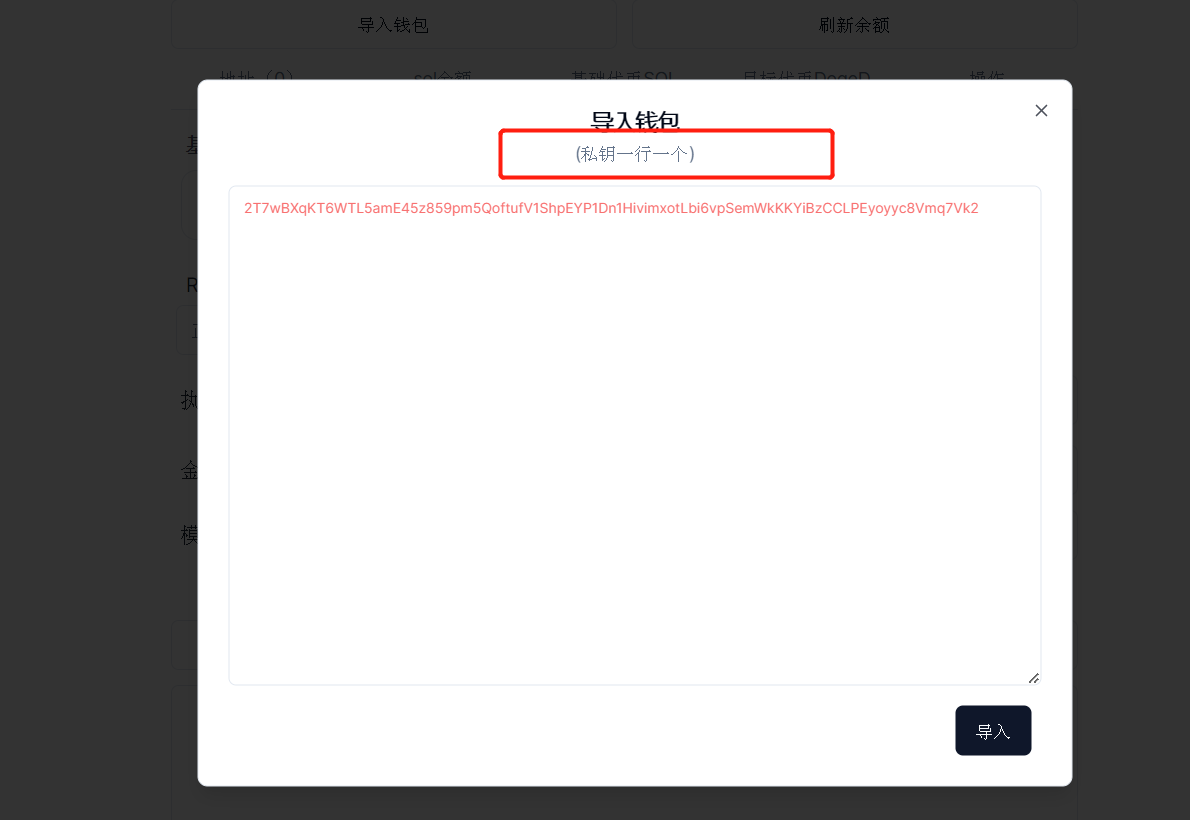 导入钱包 刷新余额
地址（0） sol余额 基础代币SOL 目标代币DogeD 操作
导入钱包
(私钥一行一个)
2T7wBXqKT6WTL5amE45z859pm5QoftufV1ShpEYP1Dn1HivimxotLbi6vpSemWkKKYiBzCCLPEyoyyc8Vmq7Vk2
R
执
金
导入